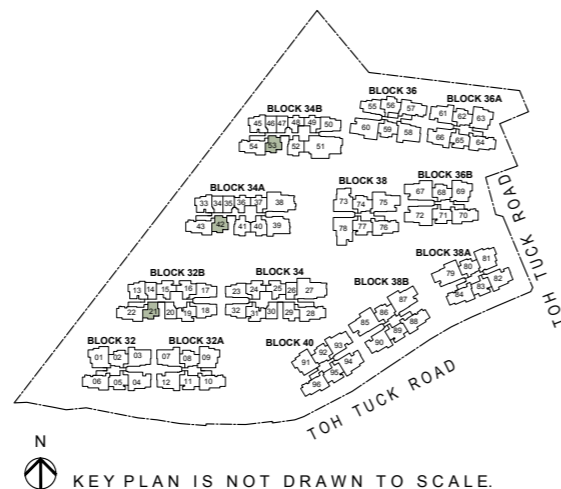 BLOCK 36
55 56 57
BLOCK 36A
60 59 58
61 62 63
66 65 64
BLOCK 34B
45 46 47 48 49 50
54 53 52 51
BLOCK 34A
33 34 35 36 37 38
43 42 41 40 39
BLOCK 38
73 74 75
78 77 76
BLOCK 36B
67 68 69
72 71 70
TOH TUCK ROAD
BLOCK 32B
13 14 15 16 17
22 21 20 19 18
BLOCK 34
23 24 25 26 27
32 31 30 29 28
BLOCK 38B
85 86 87
90 89 88
BLOCK 38A
79 80 81
84 83 82
BLOCK 32
01 02 03
06 05 04
BLOCK 32A
07 08 09
12 11 10
BLOCK 40
91 92 93
96 95 94
TOH TUCK ROAD
N
KEY PLAN IS NOT DRAWN TO SCALE.